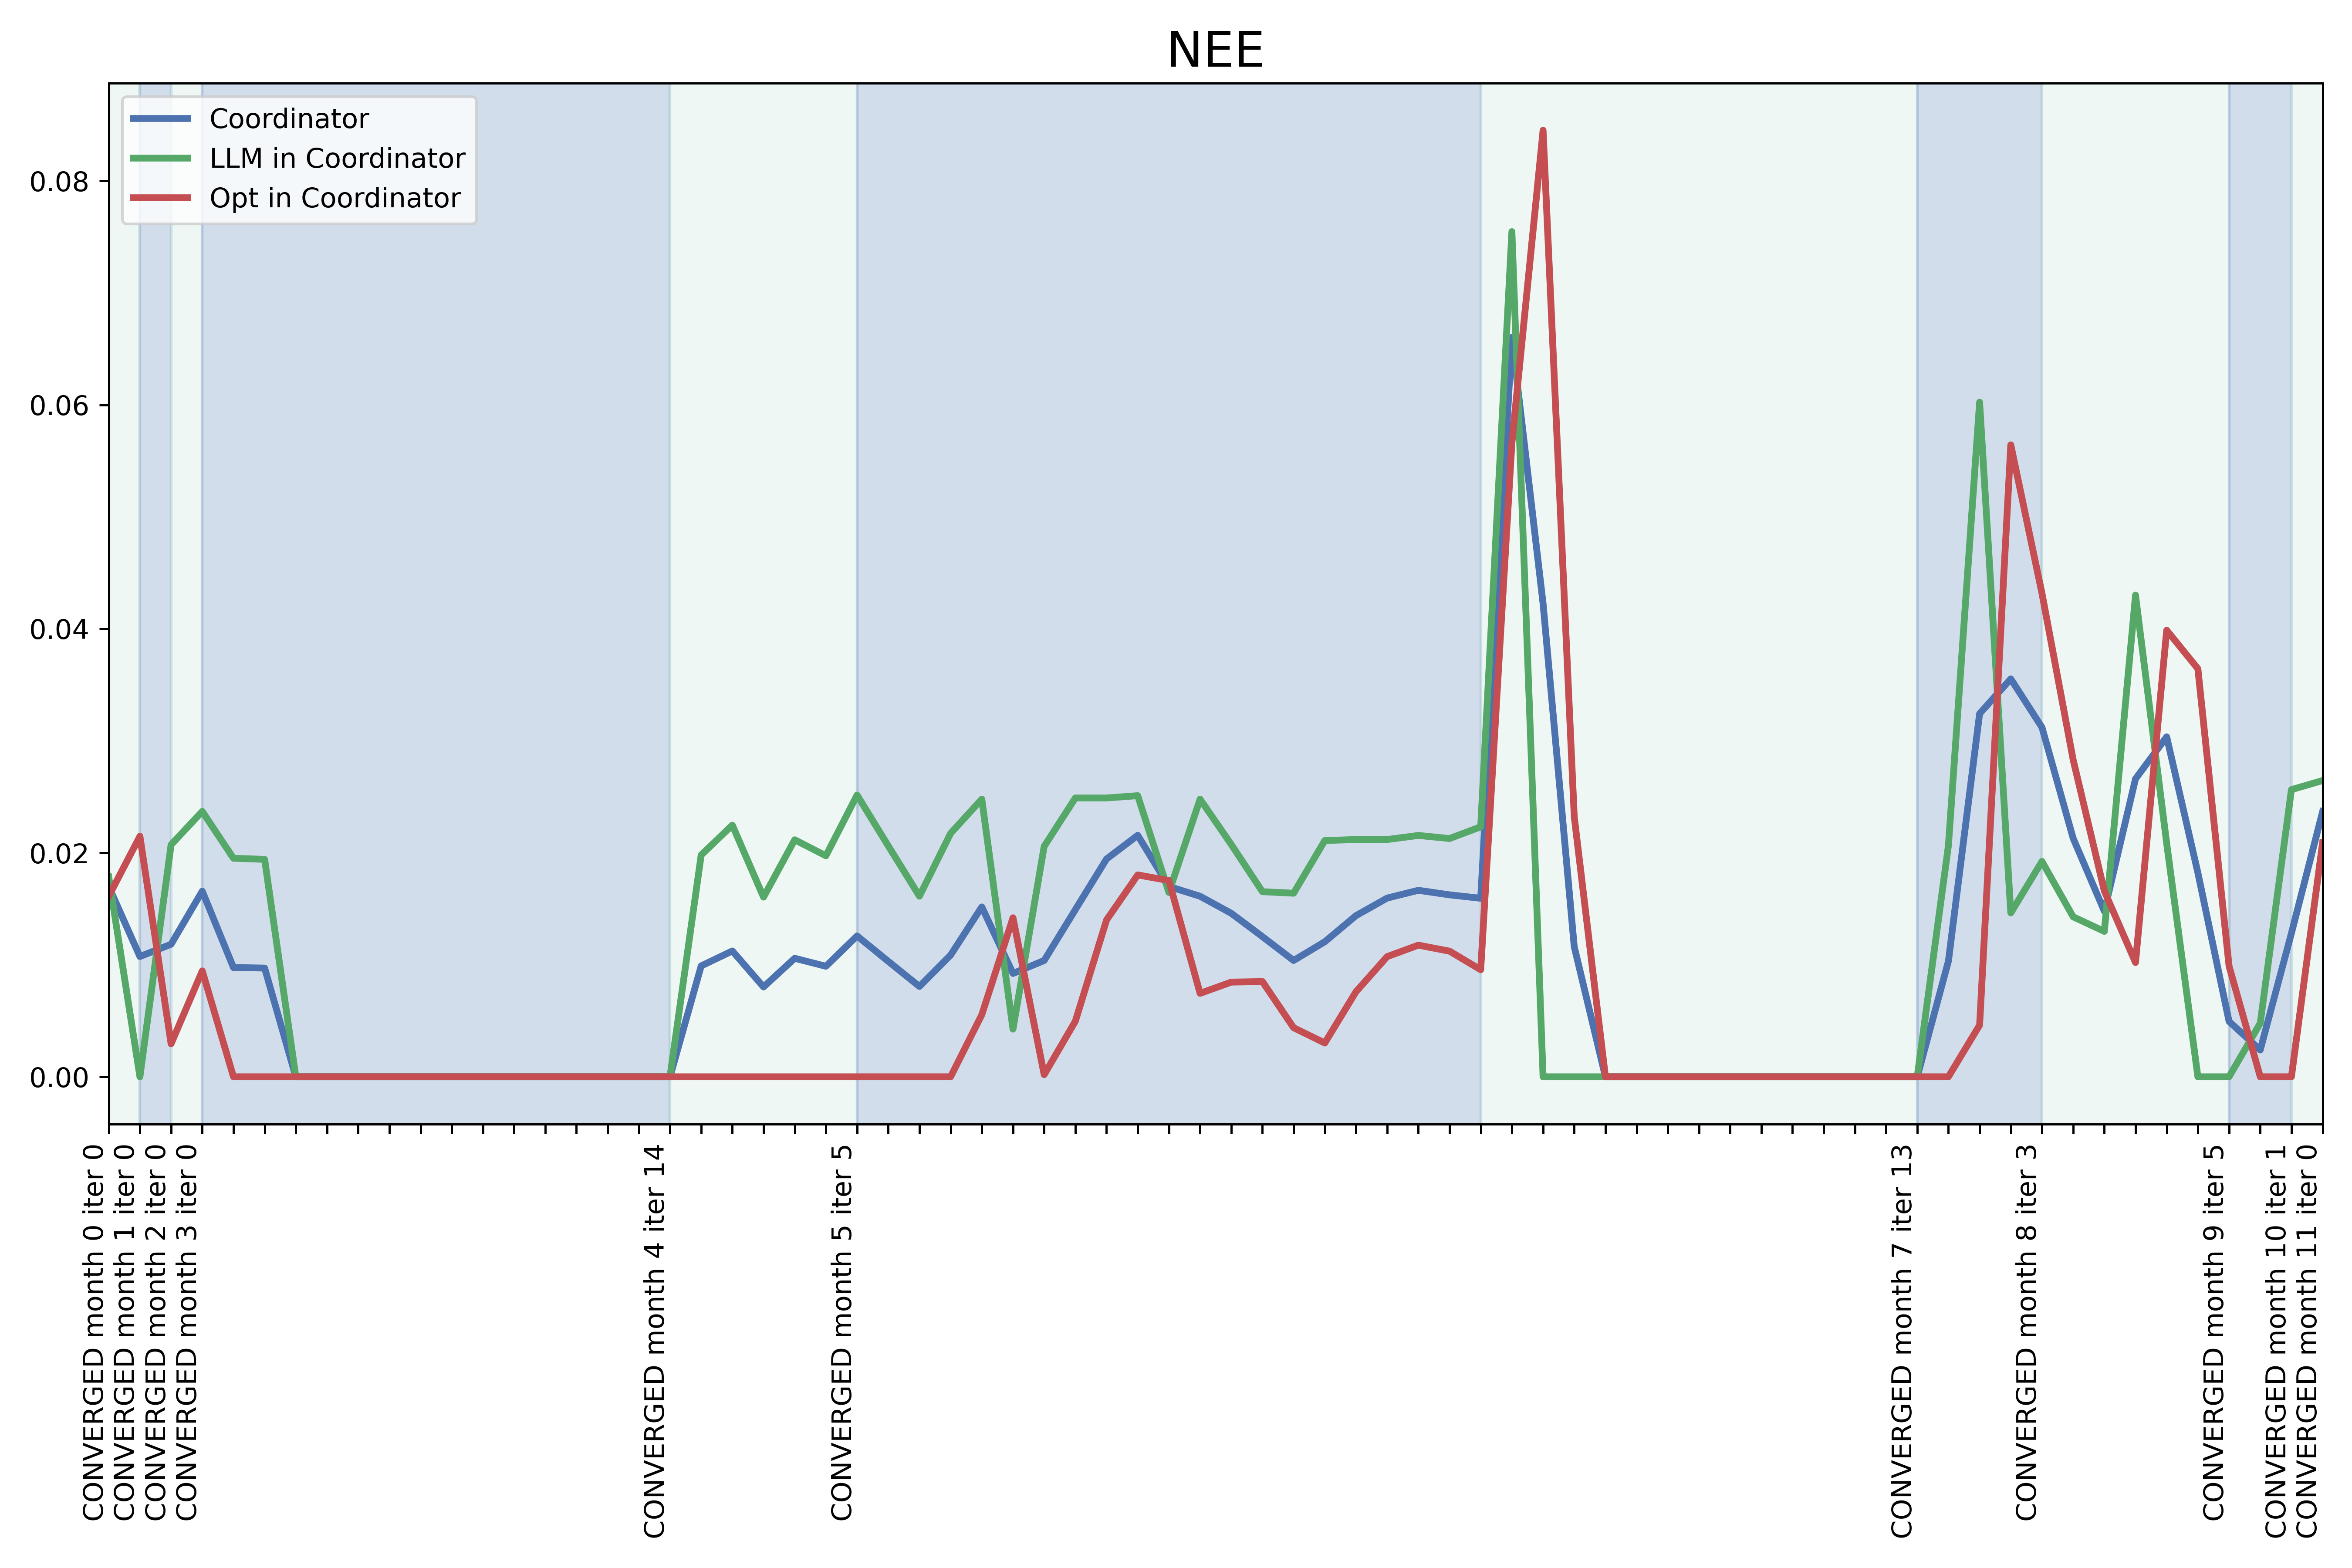 NEE
Coordinator
LLM in Coordinator
Opt in Coordinator
0.08
0.06
0.04
0.02
0.00
CONVERGED month 0 iter 0
CONVERGED month 1 iter 0
CONVERGED month 2 iter 0
CONVERGED month 3 iter 0
CONVERGED month 4 iter 14
CONVERGED month 5 iter 5
CONVERGED month 7 iter 13
CONVERGED month 8 iter 3
CONVERGED month 9 iter 5
CONVERGED month 10 iter 1
CONVERGED month 11 iter 0